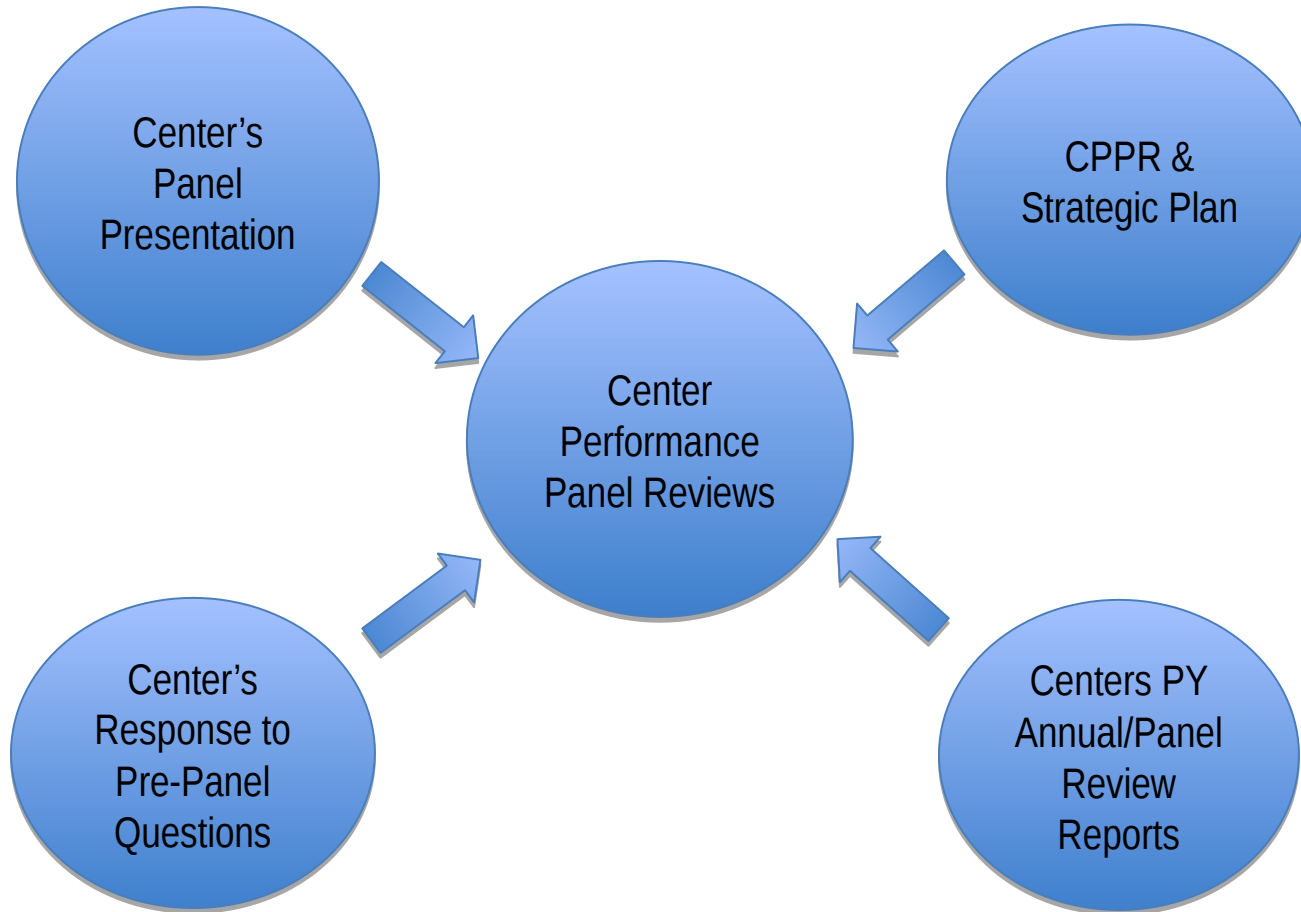 Center’s
Panel
Presentation
CPPR &
Strategic Plan
Center
Performance
Panel Reviews
Center’s
Response to
Pre-Panel
Questions
Centers PY
Annual/Panel
Review
Reports